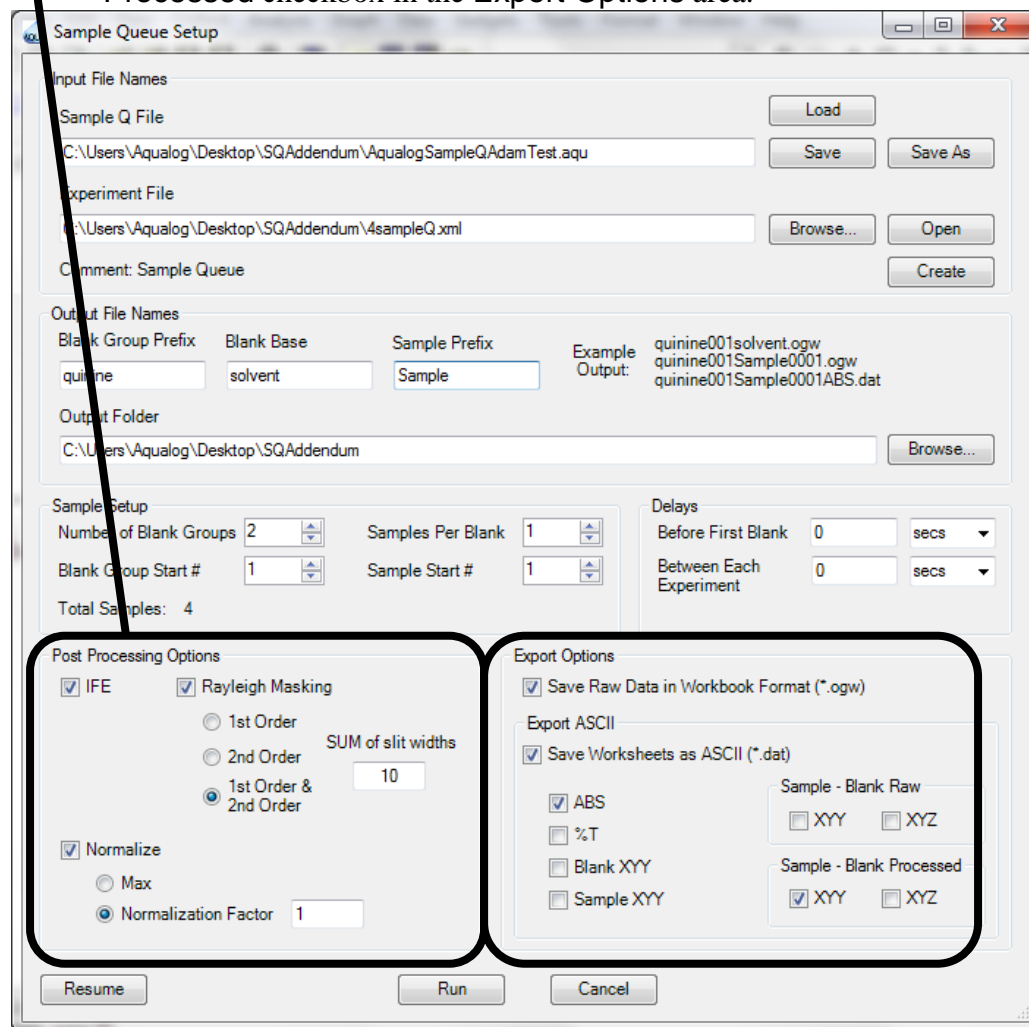 Processed checkbox in the Export Options area.
Sample Queue Setup
Input File Names
Sample Q File
Load
C:\Users\Aqualog\Desktop\SQAddendum\AqualogSampleQAdamTest.aqu
Save
Save As
Experiment File
C:\Users\Aqualog\Desktop\SQAddendum\4sampleQ.xml
Browse...
Open
Comment: Sample Queue
Create
Output File Names
Blank Group Prefix
Blank Base
Sample Prefix
Example
Output:
quinine001solvent.ogw
quinine001Sample0001.ogw
quinine001Sample0001ABS.dat
quinine
solvent
Sample
Output Folder
C:\Users\Aqualog\Desktop\SQAddendum
Browse...
Sample Setup
Number of Blank Groups 2
Samples Per Blank 1
Blank Group Start # 1
Sample Start # 1
Total Samples: 4
Delays
Before First Blank 0 secs
Between Each
Experiment
0 secs
Post Processing Options
IFE
Rayleigh Masking
1st Order
2nd Order
1st Order &
2nd Order
SUM of slit widths
10
Normalize
Max
Normalization Factor 1
Export Options
Save Raw Data in Workbook Format (*.ogw)
Export ASCII
Save Worksheets as ASCII (*.dat)
ABS
%T
Blank XYY
Sample XYY
Sample - Blank Raw
XYY XYZ
Sample - Blank Processed
XYY XYZ
Resume
Run
Cancel